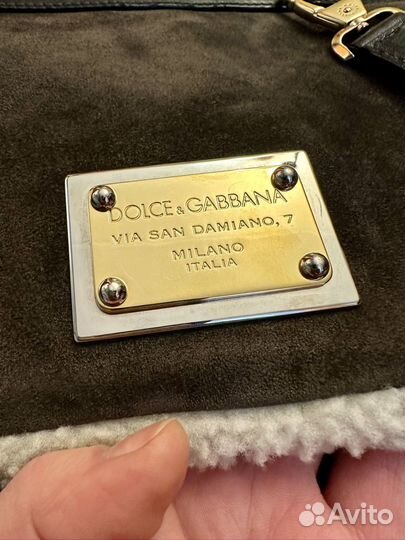 DOLCE & GABBANA
VIA SAN DAMIANO, 7
MILANO
ITALIA
Avito